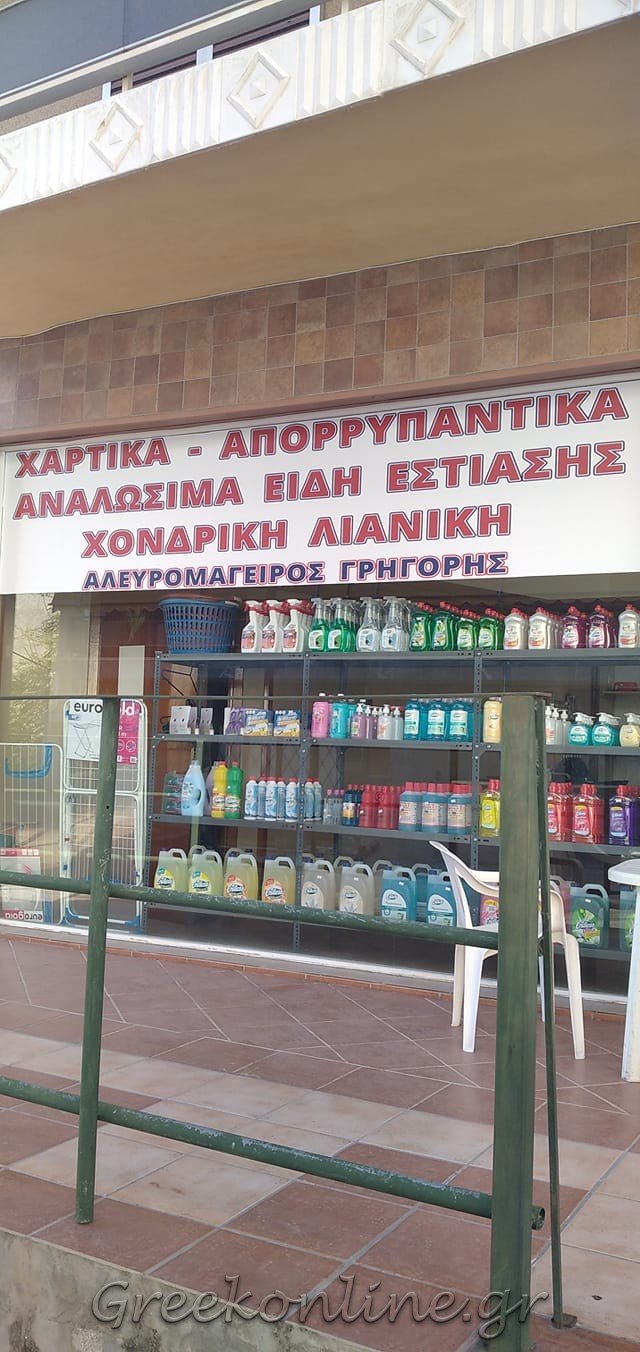 ΧΑΡΤΙΚΑ - ΑΠΟΡΡΥΠΑΝΤΙΚΑ
ΑΝΑΛΩΣΙΜΑ ΕΙΔΗ ΕΣΤΙΑΣΗΣ
ΧΟΝΔΡΙΚΗ ΛΙΑΝΙΚΗ
ΑΛΕΥΡΟΜΑΓΕΙΡΟΣ ΓΡΗΓΟΡΗΣ
Greekonline.gr